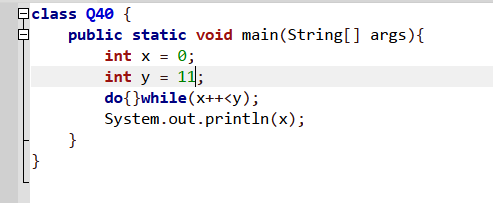 class Q40 {
    public static void main(String[] args){
        int x = 0;
        int y = 11;
        do{}while(x++<y);
        System.out.println(x);
    }
}